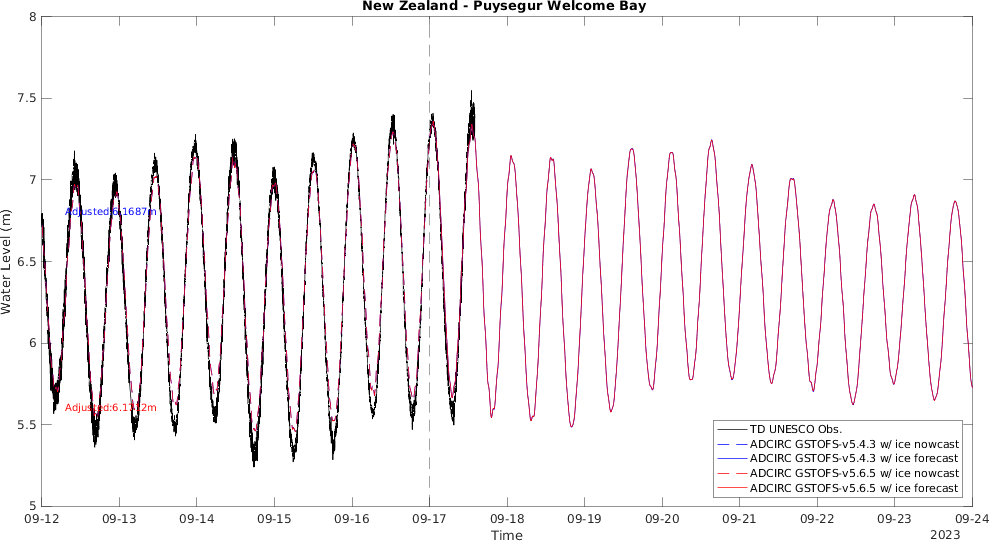 New Zealand - Puysegur Welcome Bay
8
7.5
7
6.5
6
5.5
5
Water Level (m)
Adjusted:6.1687m
TD UNESCO Obs.
ADCIRC GSTOFS-v5.4.3 w/ ice nowcast
ADCIRC GSTOFS-v5.4.3 w/ ice forecast
ADCIRC GSTOFS-v5.6.5 w/ ice nowcast
ADCIRC GSTOFS-v5.6.5 w/ ice forecast
09-12 09-13 09-14 09-15 09-16 09-17 09-18 09-19 09-20 09-21 09-22 09-23 09-24
Time
2023